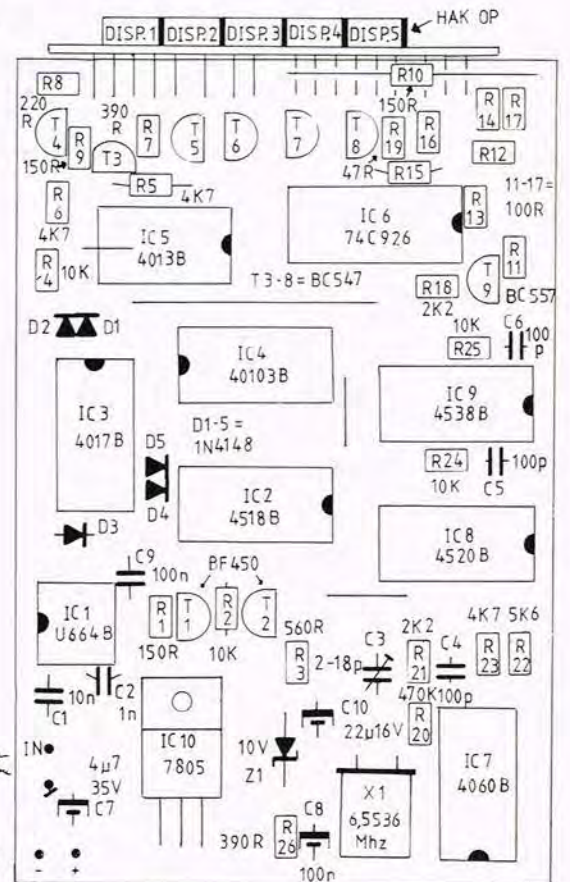 DISP.1 DISP.2 DISP.3 DISP.4 DISP.5
HAK OP
R8
R10
150R
220 R
T4
150R
R9
390 R
T3
R7
T5
T6
T7
T8
47R
R19
R16
R14
R17
R12
R15
R5
4K7
R6
4K7
IC 5
4013B
IC 6
74C926
R13
11-17=
100R
R4
10K
T3-8=BC547
R18
2K2
T9
R11
BC557
D2
D1
IC4
40103B
10K
R25
C6
100p
IC3
4017B
D1-5=
1N4148
IC9
4538B
D5
D4
R24
10K
100p
C5
IC2
4518B
IC8
4520B
D3
C9
100n
BF450
IC1
U664B
R1
T1
R2
T2
150R
10K
560R
R3
2-18p
C3
2K2
R21
C4
4K7
5K6
R23
R22
470K
100p
R20
10n
C1
C2
1n
C10
22µ16V
IC10
7805
10V
Z1
IN
4µ7
35V
C7
X1
6,5536
Mhz
IC7
4060B
390R
R26
C8
100n
- +